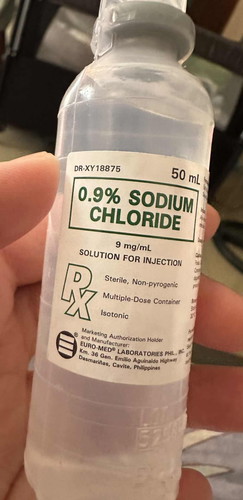 DR-XY18875
50 mL
0.9% SODIUM
CHLORIDE
9 mg/mL
SOLUTION FOR INJECTION
Rx
Sterile, Non-pyrogenic
Multiple-Dose Container
Isotonic
Marketing Authorization Holder
and Manufacturer:
EURO-MED® LABORATORIES PHIL., INC.
Km. 36 Gen. Emilio Aguinaldo Highway
Dasmariñas, Cavite, Philippines